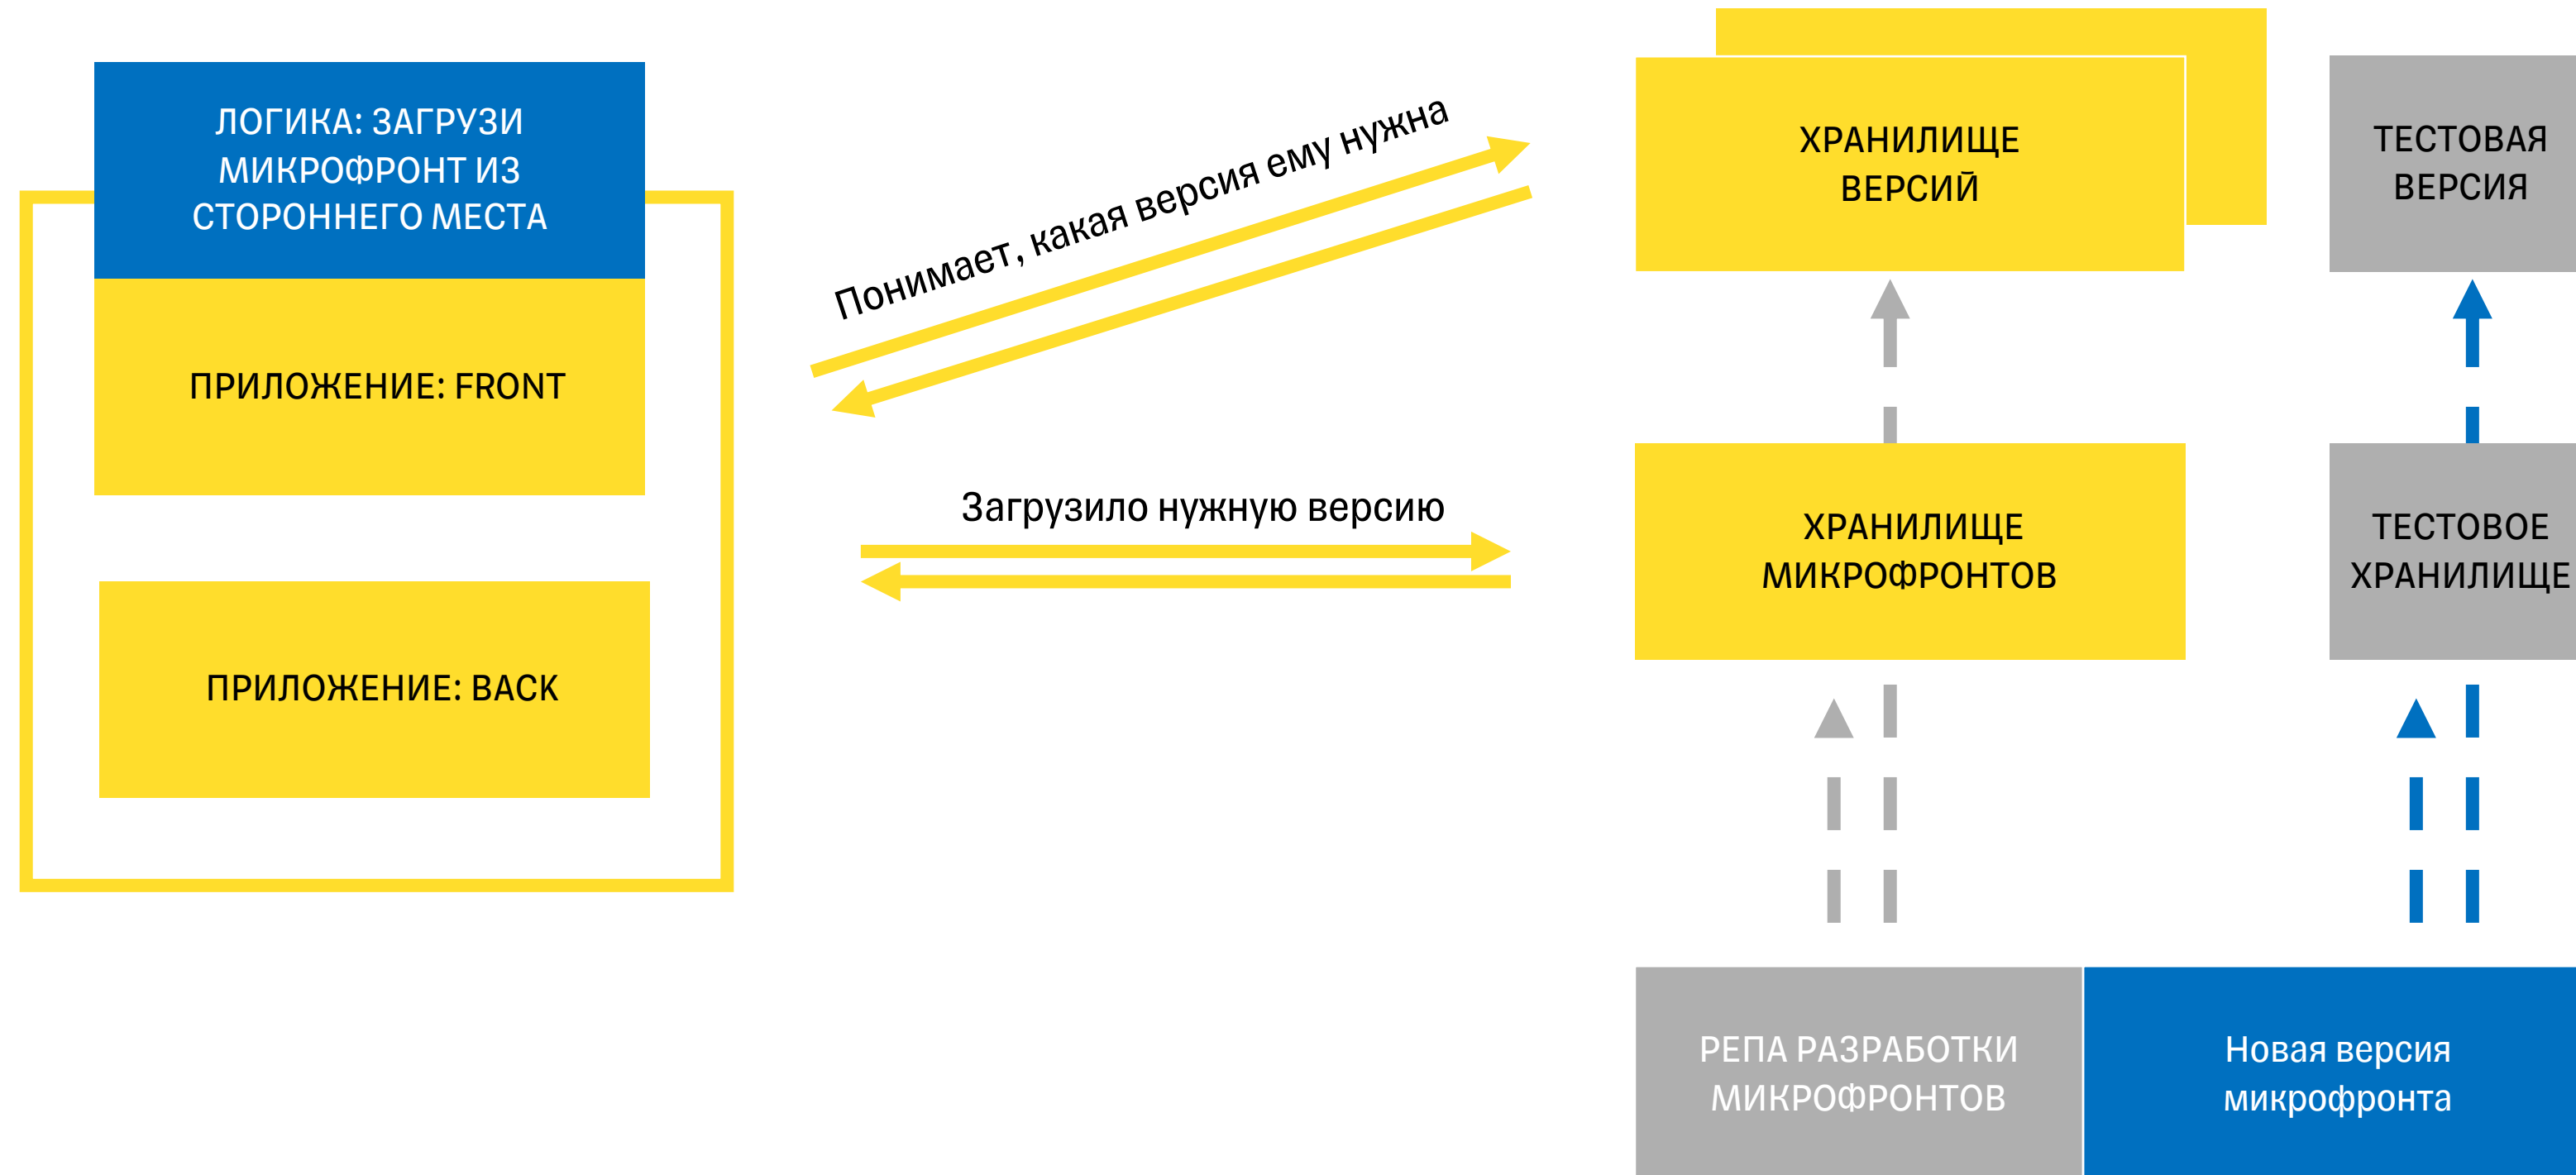 ЛОГИКА: ЗАГРУЗИ
МИКРОФРОНТ ИЗ
СТОРОННЕГО МЕСТА
ПРИЛОЖЕНИЕ: FRONT
ПРИЛОЖЕНИЕ: BACK
Понимает, какая версия ему нужна
Загрузило нужную версию
ХРАНИЛИЩЕ
ВЕРСИЙ
ТЕСТОВАЯ
ВЕРСИЯ
ХРАНИЛИЩЕ
МИКРОФРОНТОВ
ТЕСТОВОЕ
ХРАНИЛИЩЕ
РЕПА РАЗРАБОТКИ
МИКРОФРОНТОВ
Новая версия
микрофронта